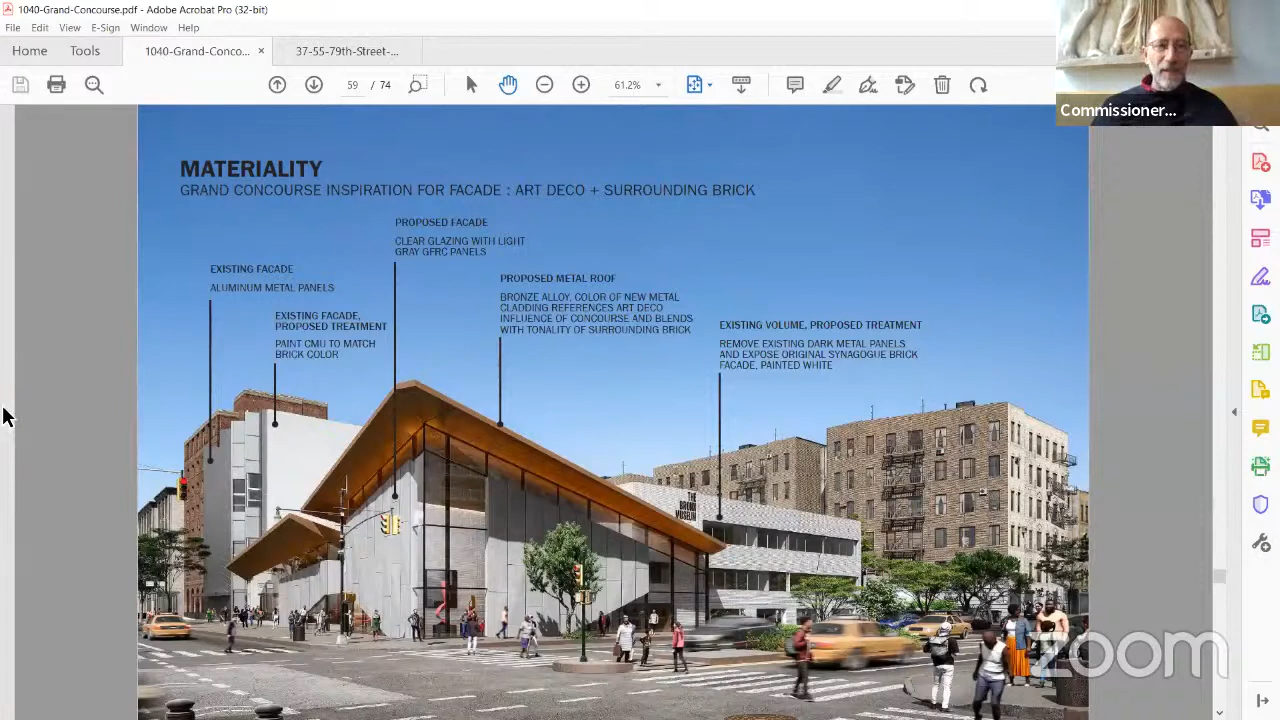 1040-Grand-Concourse.pdf - Adobe Acrobat Pro (32-bit)
File Edit View E-Sign Window Help
Home Tools 1040-Grand-Conco... × 37-55-79th-Street-...
59 / 74 61.2%
Commissioner...
MATERIALITY
GRAND CONCOURSE INSPIRATION FOR FACADE : ART DECO + SURROUNDING BRICK
PROPOSED FACADE
CLEAR GLAZING WITH LIGHT
GRAY GFRC PANELS
EXISTING FACADE
ALUMINUM METAL PANELS
PROPOSED METAL ROOF
BRONZE ALLOY, COLOR OF NEW METAL
CLADDING REFERENCES ART DECO
INFLUENCE OF CONCOURSE AND BLENDS
WITH TONALITY OF SURROUNDING BRICK
EXISTING FACADE,
PROPOSED TREATMENT
PAINT CMU TO MATCH
BRICK COLOR
EXISTING VOLUME, PROPOSED TREATMENT
REMOVE EXISTING DARK METAL PANELS
AND EXPOSE ORIGINAL SYNAGOGUE BRICK
FACADE, PAINTED WHITE
THE
BRONX
MUSEUM
zoom